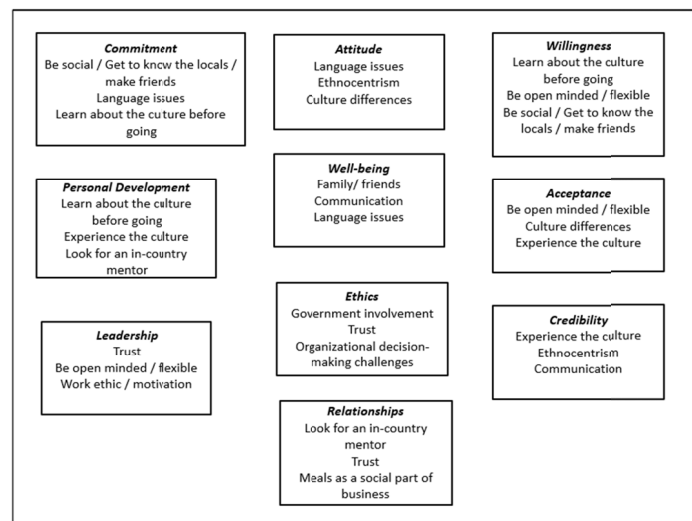 Commitment
Be social / Get to know the locals /
make friends
Language issues
Learn about the cuture before
going
Attitude
Language issues
Ethnocentrism
Culture differences
Willingness
Learn about the culture
before going
Be open minded / flexible
Be social / Get to know the
locals / make friends
Personal Development
Learn about the culture
before going
Experience the culture
Look for an in-country
mentor
Well-being
Family/ friends
Communication
Language issues
Acceptance
Be open minded / flexible
Culture differences
Experience the culture
Leadership
Trust
Be open minded / flexible
Work ethic / motivation
Ethics
Government involvement
Trust
Organizational decision-
making challenges
Credibility
Experience the culture
Ethnocentrism
Communication
Relationships
Look for an in-country
mentor
Trust
Meals as a social part of
business